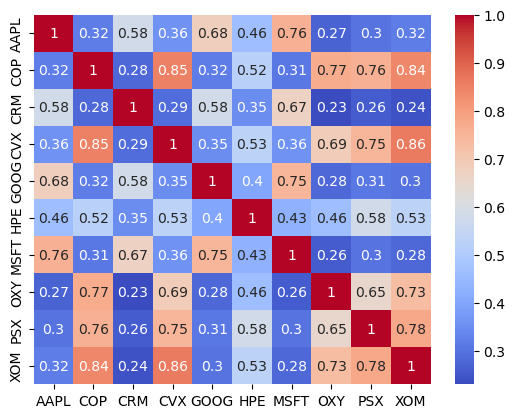 AAPL 1 0.32 0.58 0.36 0.68 0.46 0.76 0.27 0.3 0.32
COP 0.32 1 0.28 0.85 0.32 0.52 0.31 0.77 0.76 0.84
CRM 0.58 0.28 1 0.29 0.58 0.35 0.67 0.23 0.26 0.24
CVX 0.36 0.85 0.29 1 0.35 0.53 0.36 0.69 0.75 0.86
GOOG 0.68 0.32 0.58 0.35 1 0.4 0.75 0.28 0.31 0.3
HPE 0.46 0.52 0.35 0.53 0.4 1 0.43 0.46 0.58 0.53
MSFT 0.76 0.31 0.67 0.36 0.75 0.43 1 0.26 0.3 0.28
OXY 0.27 0.77 0.23 0.69 0.28 0.46 0.26 1 0.65 0.73
PSX 0.3 0.76 0.26 0.75 0.31 0.58 0.3 0.65 1 0.78
XOM 0.32 0.84 0.24 0.86 0.3 0.53 0.28 0.73 0.78 1
AAPL COP CRM CVX GOOG HPE MSFT OXY PSX XOM
1.0
0.9
0.8
0.7
0.6
0.5
0.4
0.3